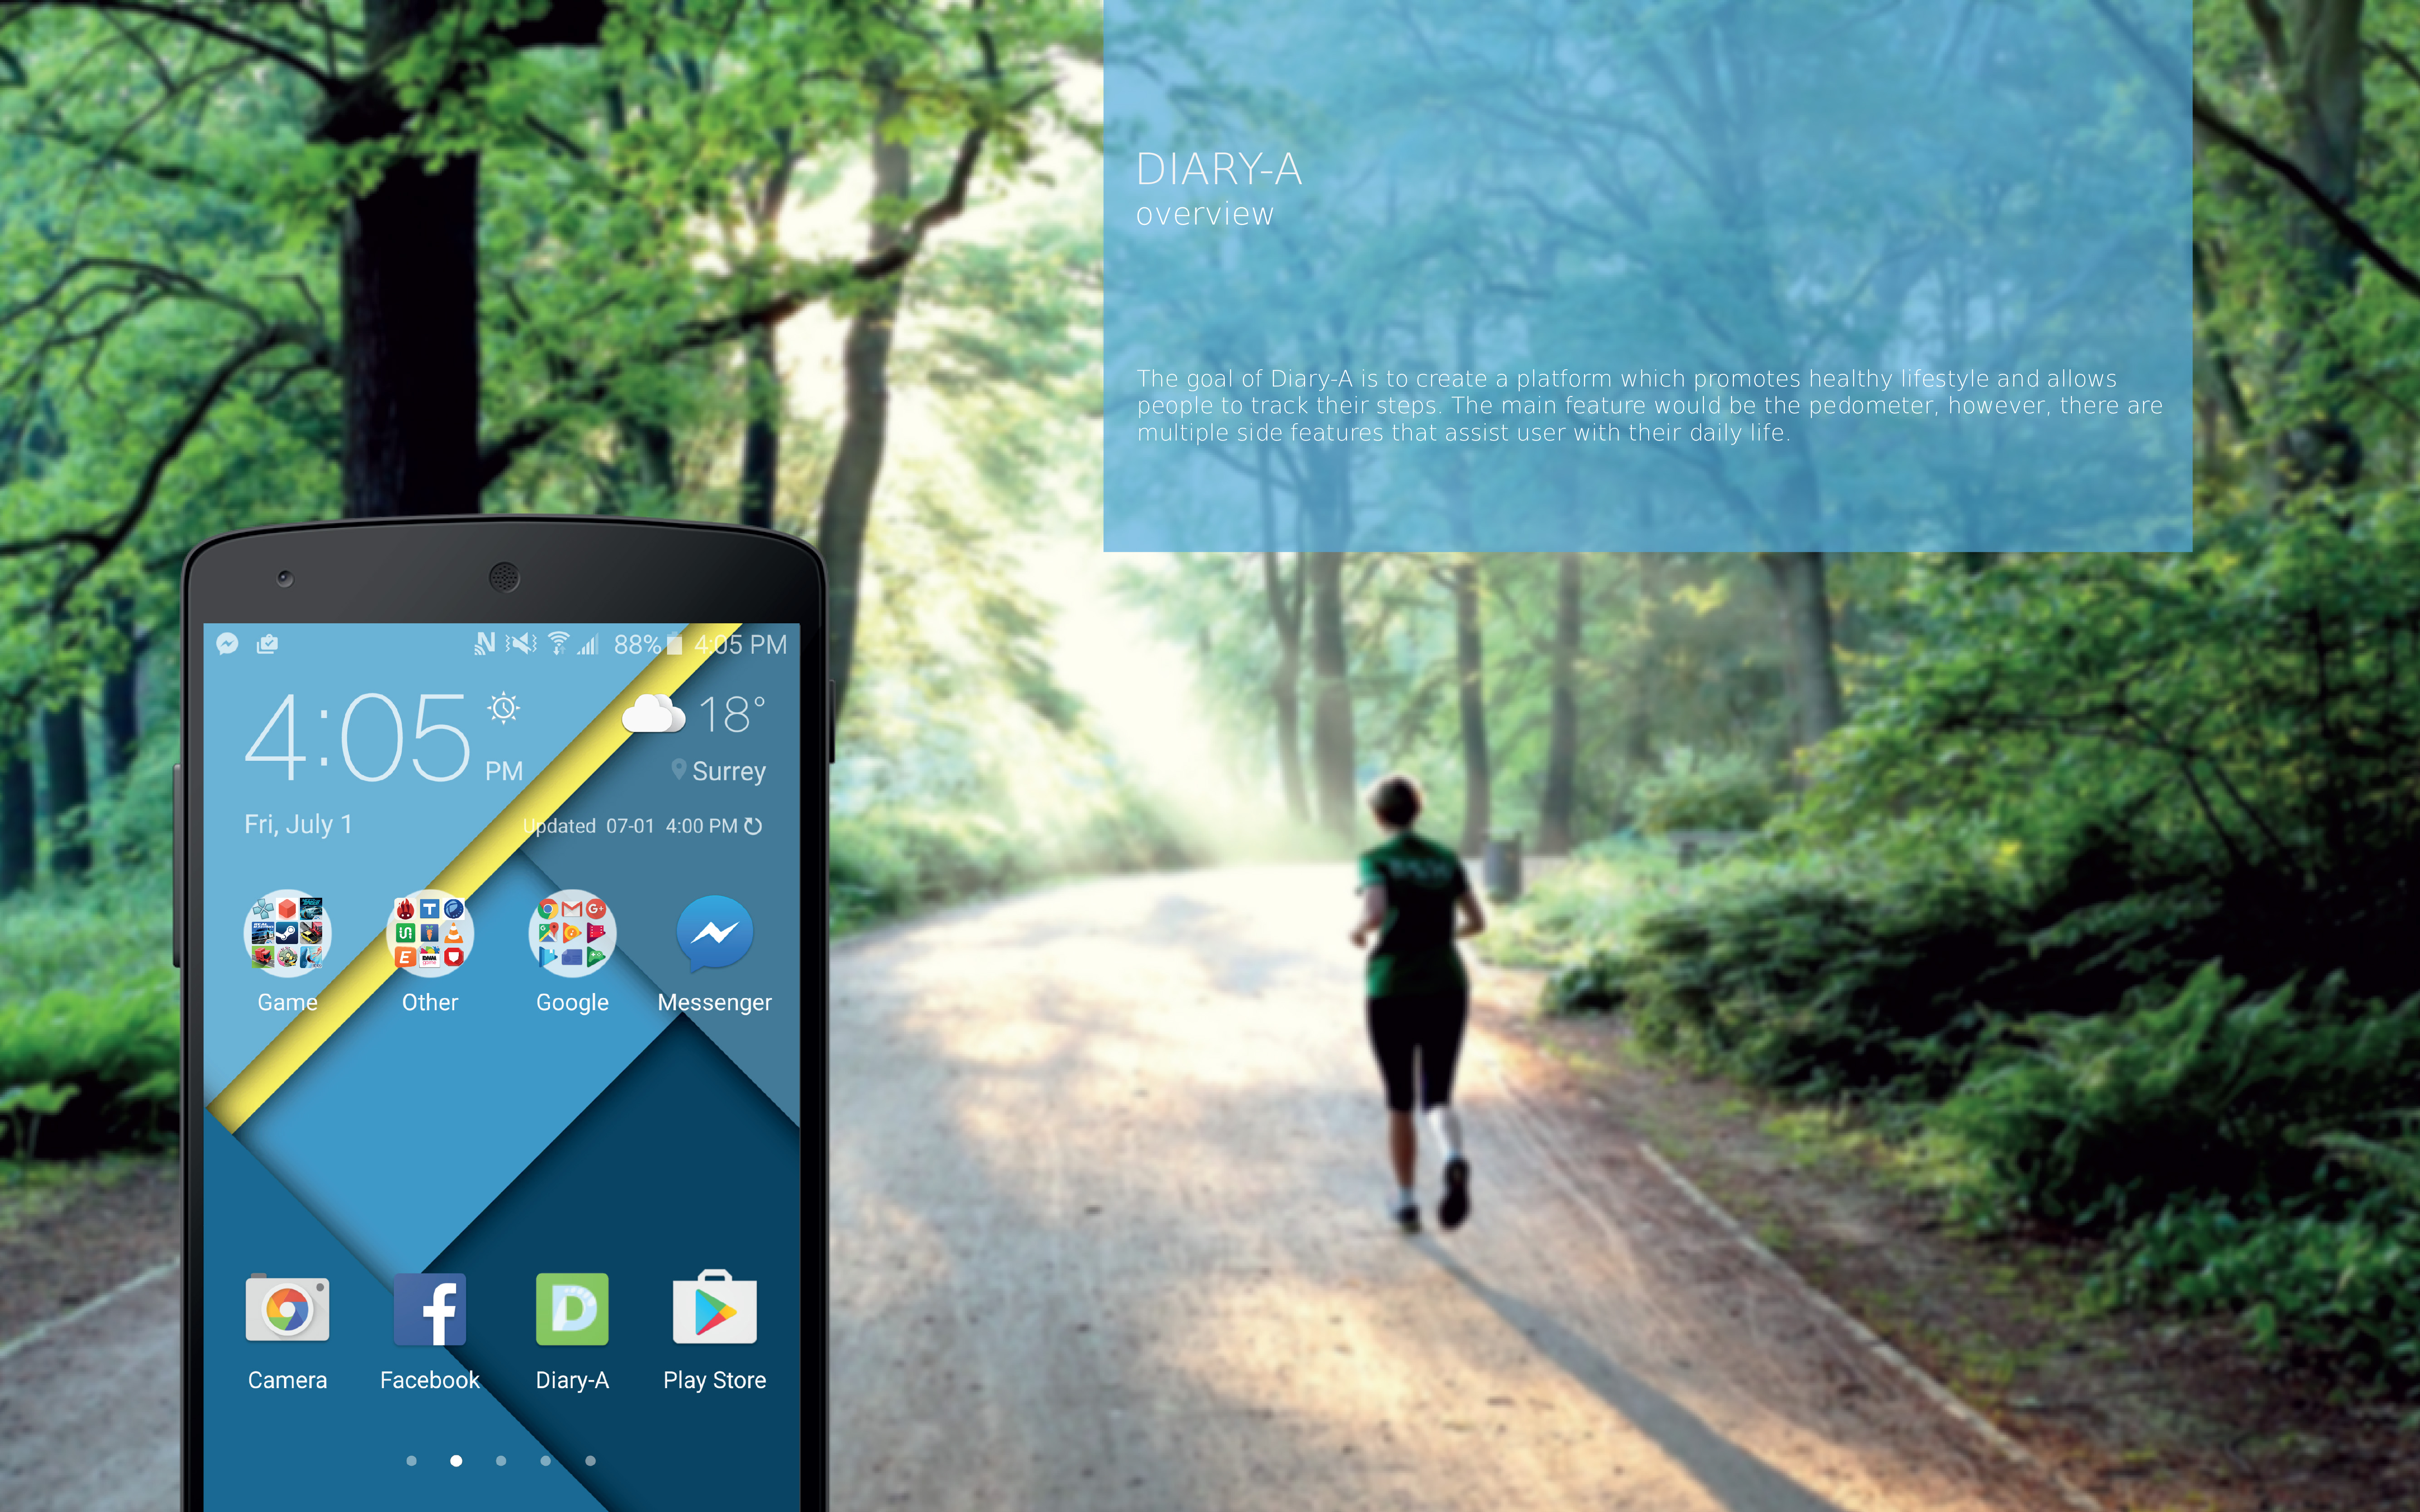 DIARY-A
overview
The goal of Diary-A is to create a platform which promotes healthy lifestyle and allows
people to track their steps. The main feature would be the pedometer, however, there are
multiple side features that assist user with their daily life.
88% 4:05 PM
4:05 PM
18°
Surrey
Fri, July 1
Updated 07-01 4:00 PM
Game Other Google Messenger
Camera Facebook Diary-A Play Store